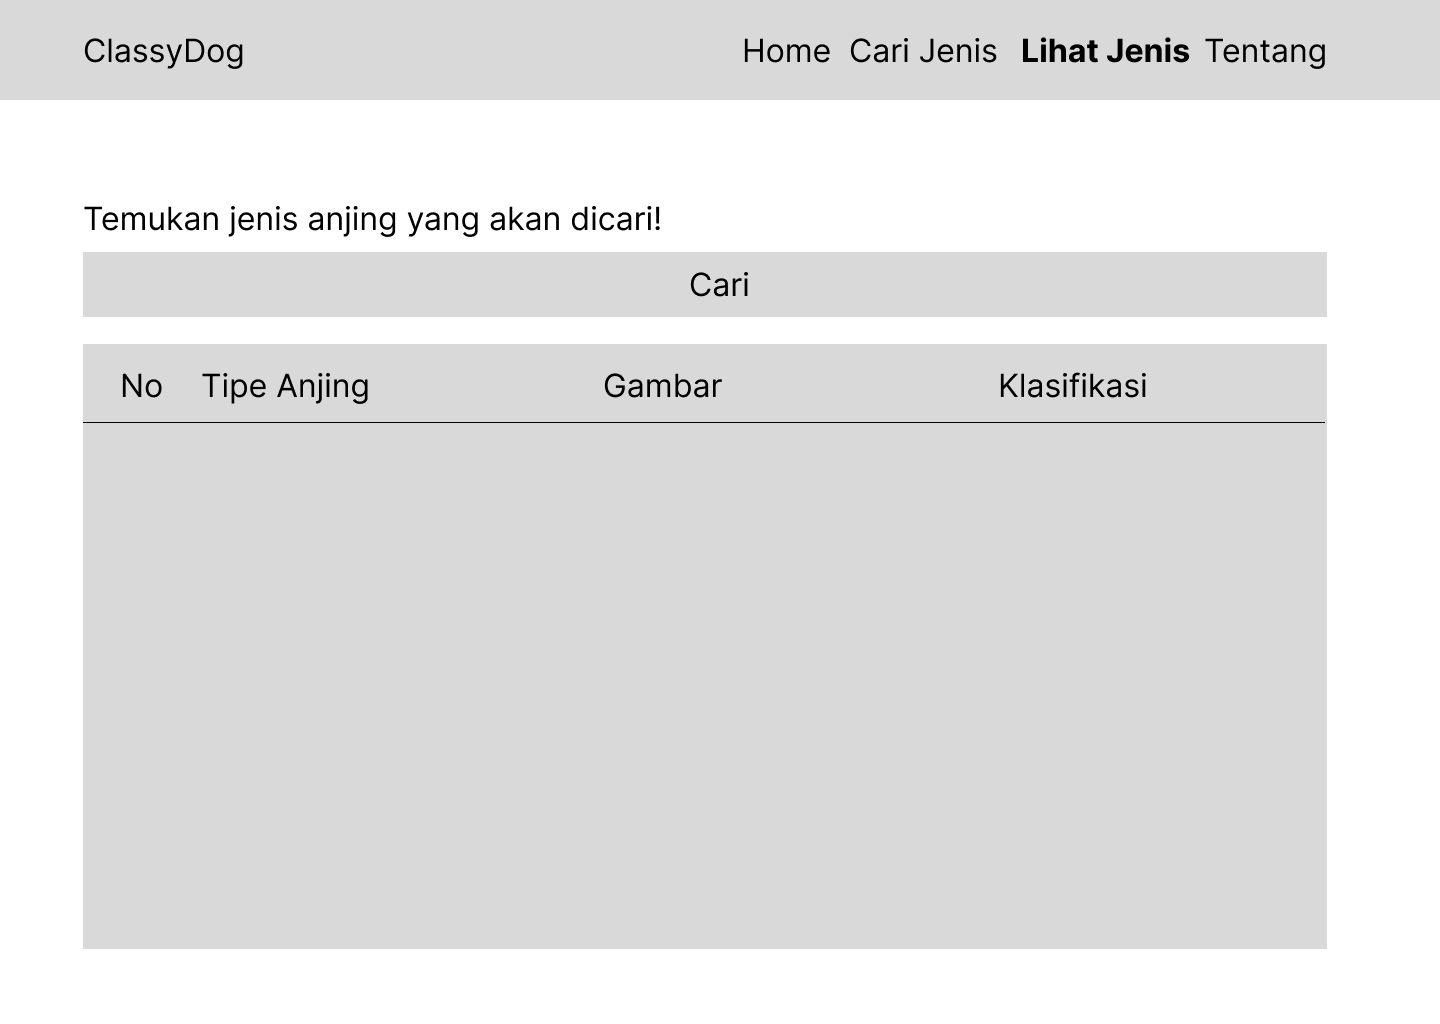 ClassyDog Home Cari Jenis Lihat Jenis Tentang
Temukan jenis anjing yang akan dicari!
Cari
No Tipe Anjing Gambar Klasifikasi